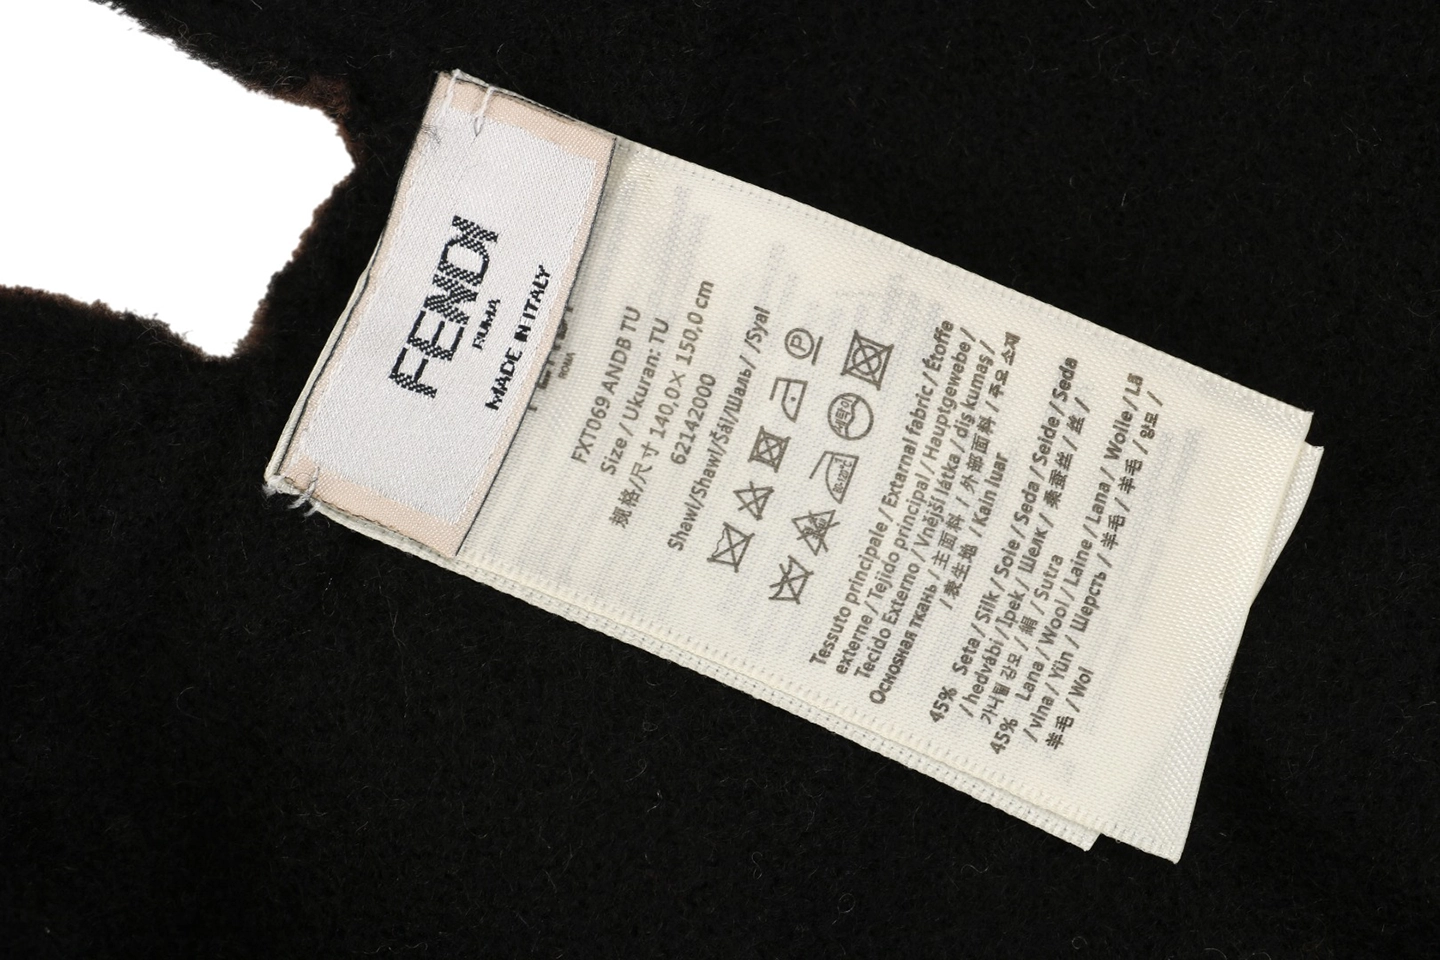 FENDI
ROMA
MADE IN ITALY
ROMA
FXT069 ANDB TU
Size / Ukuran: TU
规格/尺寸 140,0× 150,0 cm
62142000
Shawl/Shawl/Šál/Шаль/ /Syal
P
Tessuto principale / Extarnal fabric / Étoffe
externe / Tejido principal / Hauptgewebe /
Tecido Externo / Vnější látka / dış kumaş /
Основная ткань / 主面料 / 外部面料 / 주요 소재
/ 表生地 / Kain luar
45% Seta / Silk / Soie / Seda / Seide / Seda
/ hedvábí / İpek / Шелк / 桑蚕丝 / 丝 /
/ 絹 / Sutra
45% Lana / Wool / Laine / Lana / Wolle / Lã
/ vlna / Yün / Шерсть / 羊毛 / 羊毛 / 양모 /
羊毛 / Wol